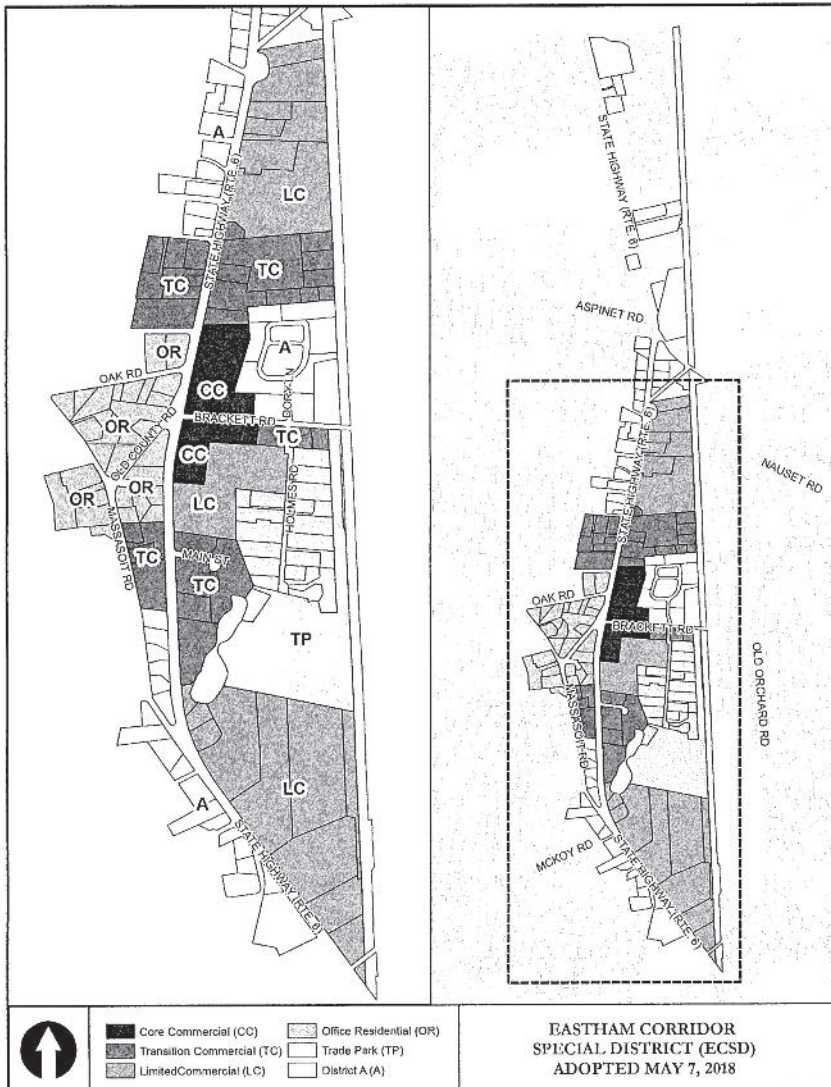 A
STATE HIGHWAY (RTE. 6)
LC
TC
TC
OR
A
OAK RD
CC
OR
OLD COUNTY RD
BRACKETT RD
TC
CC
OR
OR
LC
HOLMES RD
MASSASOIT RD
TC
MAIN ST
TC
TP
LC
A
STATE HIGHWAY (RTE. 6)
STATE HIGHWAY (RTE. 6)
ASPINET RD
STATE HIGHWAY (RTE. 6)
NAUSET RD
OAK RD
BRACKETT RD
MASSASOIT RD
OLD ORCHARD RD
MCKOY RD
STATE HIGHWAY (RTE. 6)
Core Commercial (CC)
Transition Commercial (TC)
LimitedCommercial (LC)
Office Residential (OR)
Trade Park (TP)
District A (A)
EASTHAM CORRIDOR
SPECIAL DISTRICT (ECSD)
ADOPTED MAY 7, 2018